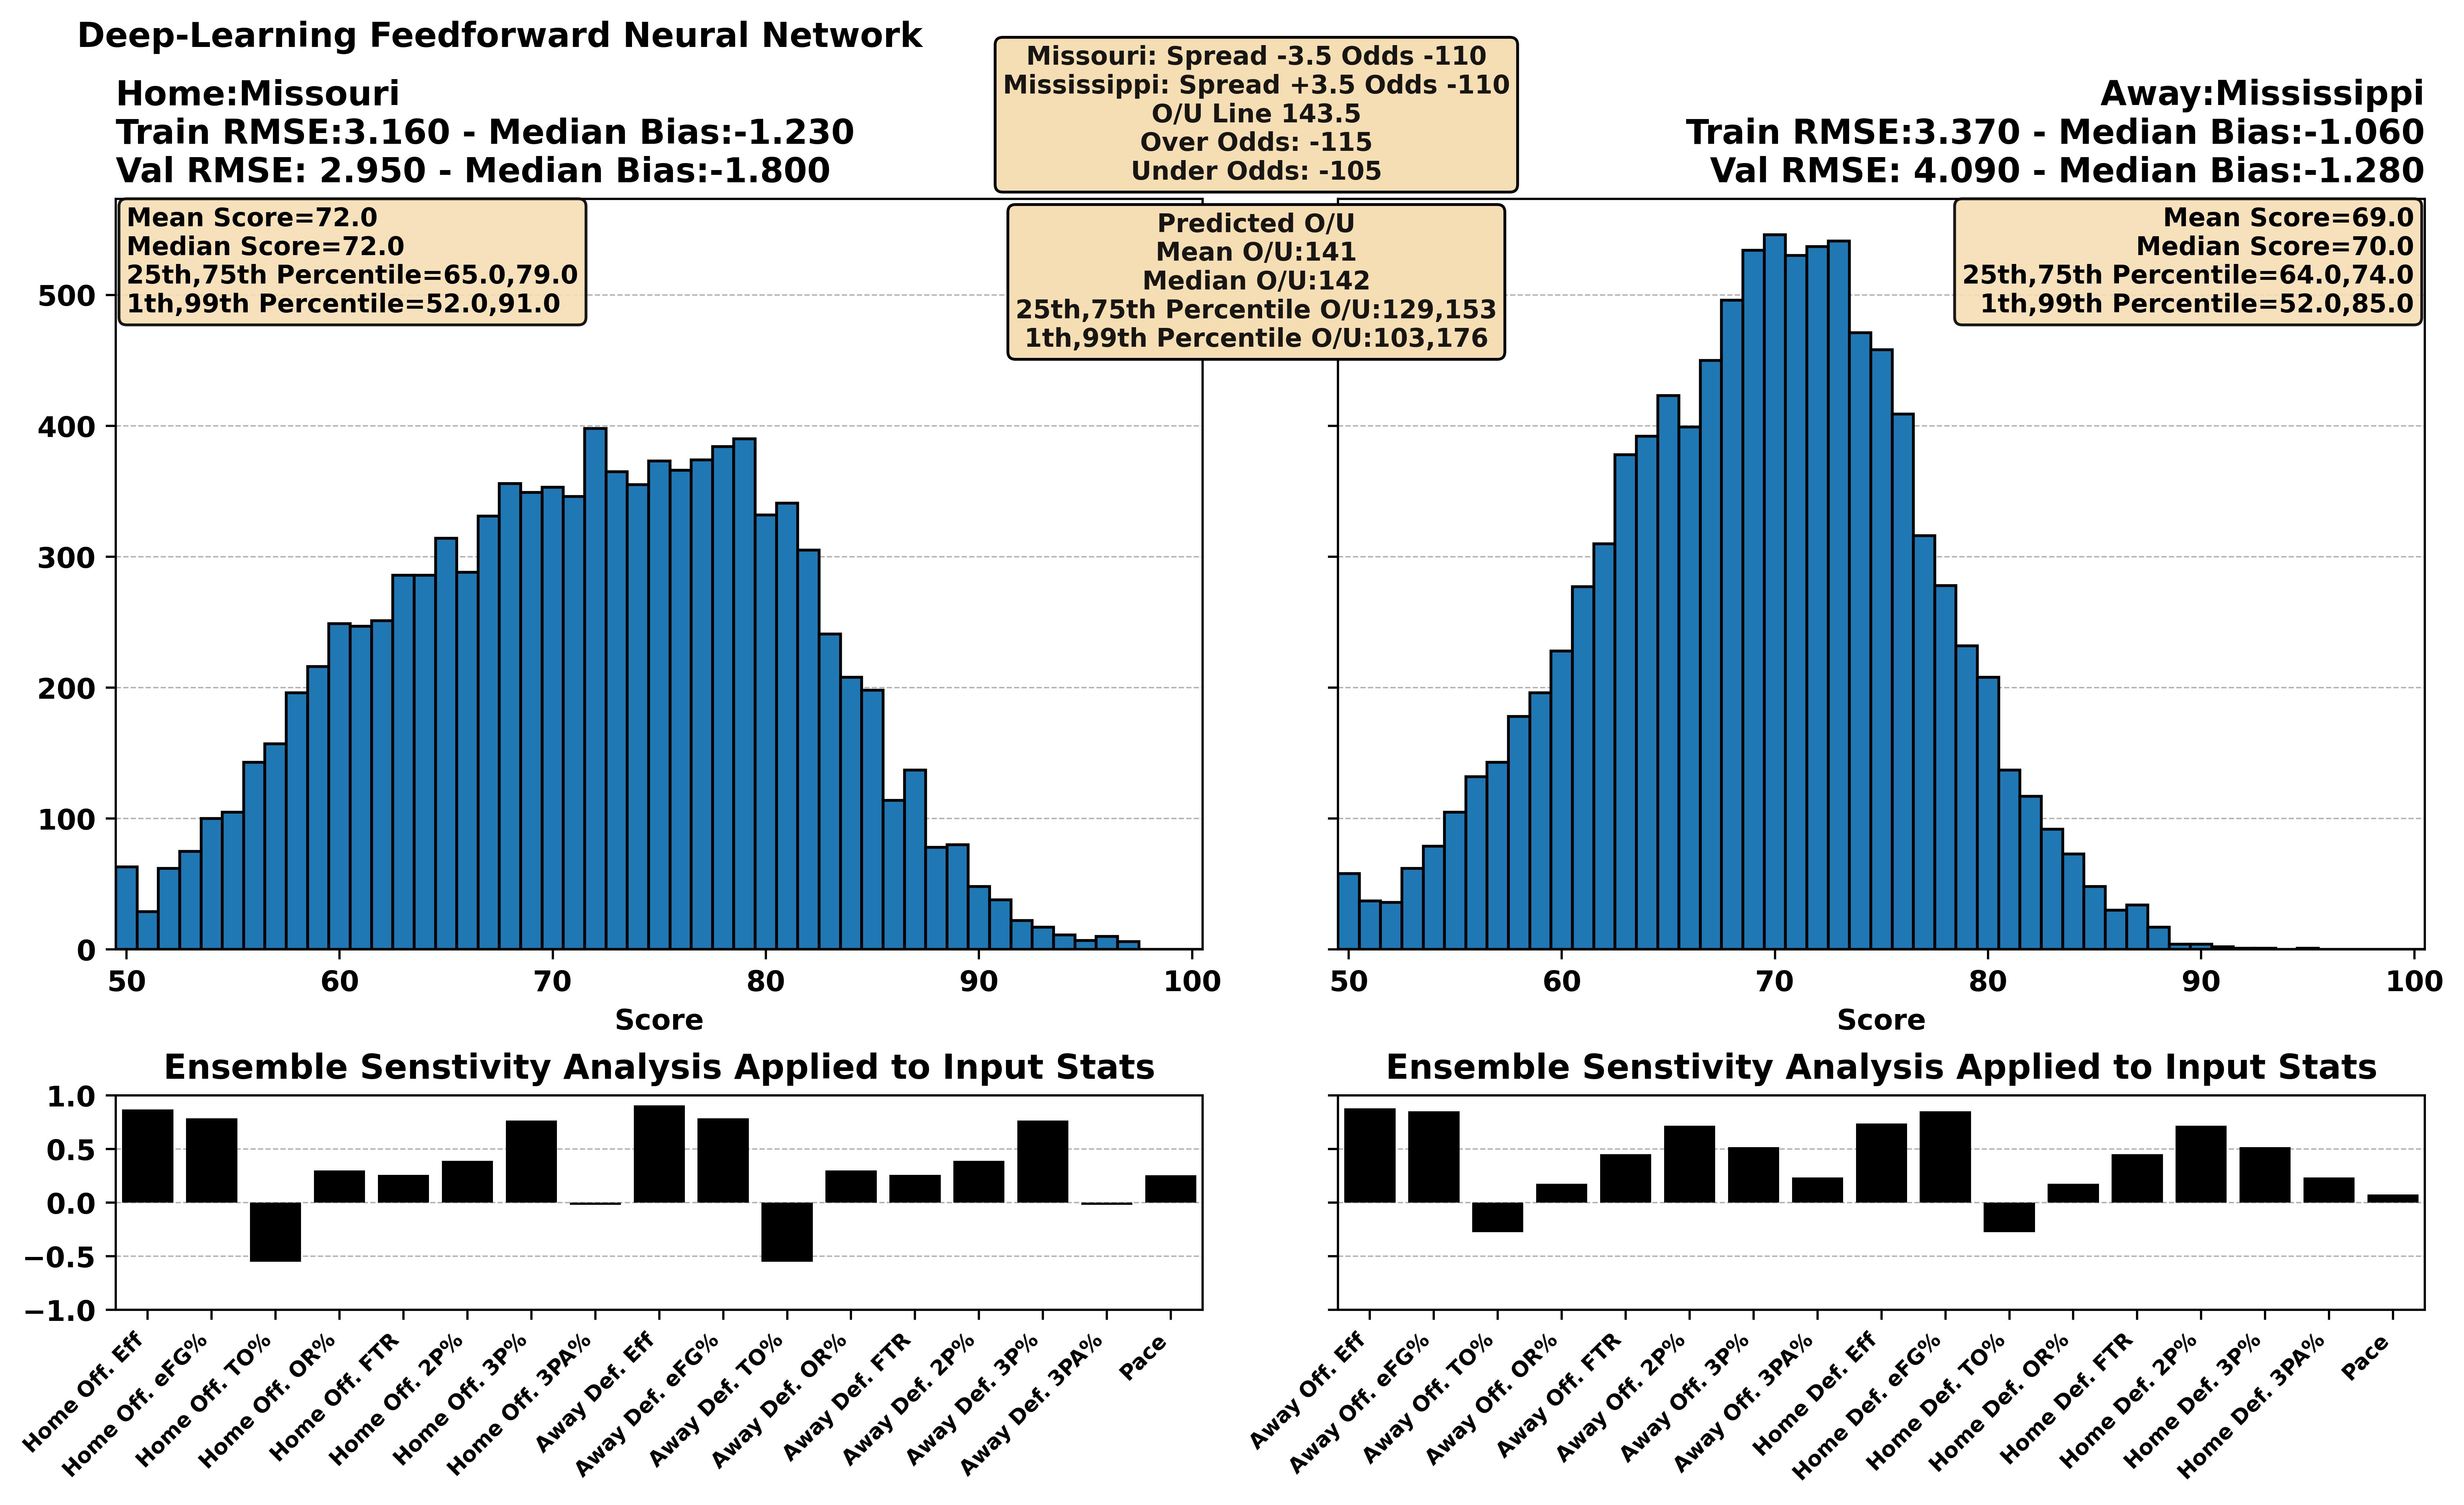 Deep-Learning Feedforward Neural Network
Home:Missouri
Train RMSE:3.160 - Median Bias:-1.230
Val RMSE: 2.950 - Median Bias:-1.800
Missouri: Spread -3.5 Odds -110
Mississippi: Spread +3.5 Odds -110
O/U Line 143.5
Over Odds: -115
Under Odds: -105
Away:Mississippi
Train RMSE:3.370 - Median Bias:-1.060
Val RMSE: 4.090 - Median Bias:-1.280
Mean Score=72.0
Median Score=72.0
25th,75th Percentile=65.0,79.0
1th,99th Percentile=52.0,91.0
Predicted O/U
Mean O/U:141
Median O/U:142
25th,75th Percentile O/U:129,153
1th,99th Percentile O/U:103,176
Mean Score=69.0
Median Score=70.0
25th,75th Percentile=64.0,74.0
1th,99th Percentile=52.0,85.0
500
400
300
200
100
0
50 60 70 80 90 100
Score
50 60 70 80 90 100
Score
Ensemble Senstivity Analysis Applied to Input Stats
1.0
0.5
0.0
−0.5
−1.0
Home Off. Eff
Home Off. eFG%
Home Off. TO%
Home Off. OR%
Home Off. FTR
Home Off. 2P%
Home Off. 3P%
Home Off. 3PA%
Away Def. Eff
Away Def. eFG%
Away Def. TO%
Away Def. OR%
Away Def. FTR
Away Def. 2P%
Away Def. 3P%
Away Def. 3PA%
Pace
Ensemble Senstivity Analysis Applied to Input Stats
Away Off. Eff
Away Off. eFG%
Away Off. TO%
Away Off. OR%
Away Off. FTR
Away Off. 2P%
Away Off. 3P%
Away Off. 3PA%
Home Def. Eff
Home Def. eFG%
Home Def. TO%
Home Def. OR%
Home Def. FTR
Home Def. 2P%
Home Def. 3P%
Home Def. 3PA%
Pace